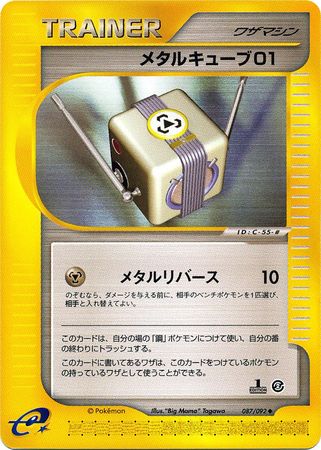 TRAINER
ワザマシン
メタルキューブ01
ID:C-55-#
メタルリバース 10
のぞむなら、ダメージを与える前に、相手のベンチポケモンを1匹選び、
相手と入れ替えてよい。
このカードは、自分の場の「鋼」ポケモンにつけて使い、自分の番
の終わりにトラッシュする。
このカードに書いてあるワザは、このカードをつけたポケモンの
持っているワザとして使うことができる。
© Pokémon
Illus. "Big Mama" Tagawa
087/092
1
EDITION
e